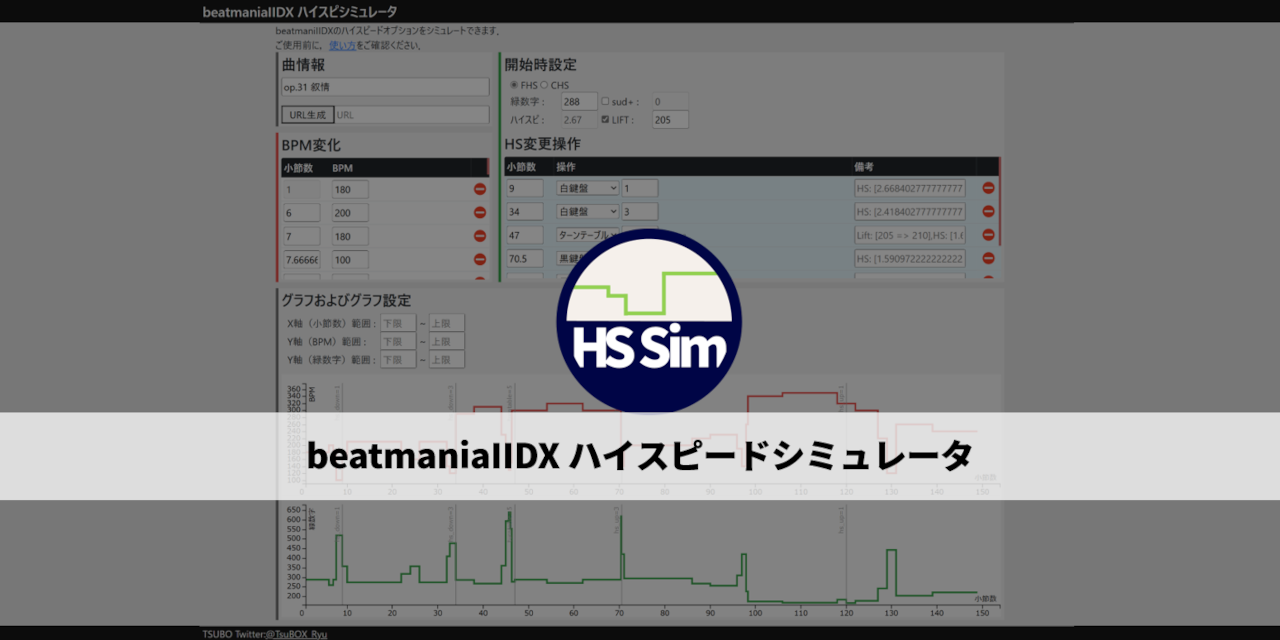 beatmaniaIIDX ハイスピシミュレータ
beatmaniIIDXのハイスピードオプションをシミュレートできます。
ご使用前に，使い方をご確認ください。
曲情報
op.31 叙情
URL生成 URL
BPM変化
小節数 BPM
1 180
6 200
7 180
7.66666 100
開始時設定
FHS CHS
緑数字： 288 sud+： 0
ハイスピ： 2.67 LIFT： 205
HS変更操作
小節数 操作 備考
9 白鍵盤 1 HS: [2.668402777777777
34 白鍵盤 3 HS: [2.418402777777777
47 ターンテーブル Lift: [205 => 210],HS: [1.6
70.5 黒鍵 HS: [1.590972222222222
グラフおよびグラフ設定
X軸（小節数）範囲： 下限 ~ 上限
Y軸（BPM）範囲： 下限 ~ 上限
Y軸（緑数字）範囲： 下限 ~ 上限
HS Sim
360
340
320
300
BPM
beatmaniaIIDX ハイスピードシミュレータ
0 10 20 30 40 50 60 70 80 90 100 110 120 130 140 150
小節数
650
600
550
500
450
400
350
300
250
200
緑数字
小節数
0 10 20 30 40 50 60 70 80 90 100 110 120 130 140 150
TSUBO Twitter:@TsuBOX_Ryu